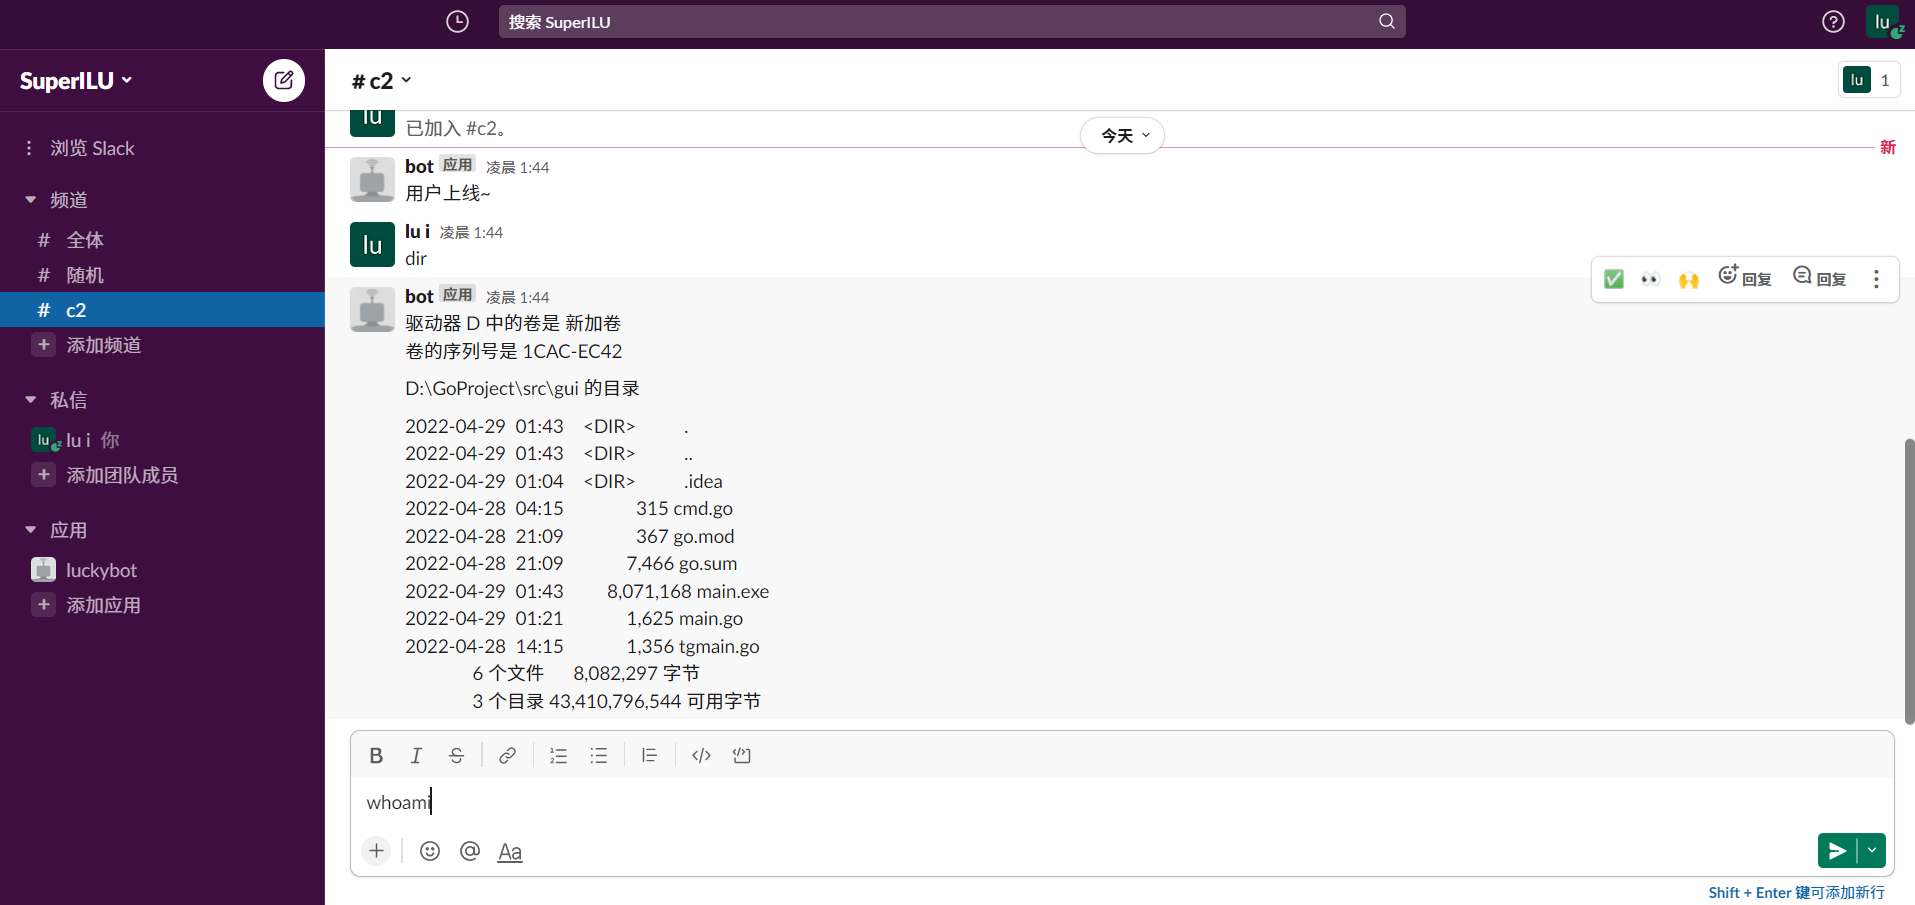 搜索 SuperILU
lu
SuperILU
# c2
lu 1
浏览 Slack
频道
# 全体
# 随机
# c2
+ 添加频道
私信
lu lu i 你
+ 添加团队成员
应用
luckybot
+ 添加应用
lu
已加入 #c2。
今天
新
bot 应用 凌晨 1:44
用户上线~
lu
lu i 凌晨 1:44
dir
回复 回复
bot 应用 凌晨 1:44
驱动器 D 中的卷是 新加卷
卷的序列号是 1CAC-EC42
D:\GoProject\src\gui 的目录
2022-04-29 01:43 <DIR> .
2022-04-29 01:43 <DIR> ..
2022-04-29 01:04 <DIR> .idea
2022-04-28 04:15 315 cmd.go
2022-04-28 21:09 367 go.mod
2022-04-28 21:09 7,466 go.sum
2022-04-29 01:43 8,071,168 main.exe
2022-04-29 01:21 1,625 main.go
2022-04-28 14:15 1,356 tgmain.go
6 个文件 8,082,297 字节
3 个目录 43,410,796,544 可用字节
B I S
whoami
+ @ Aa
Shift + Enter 键可添加新行